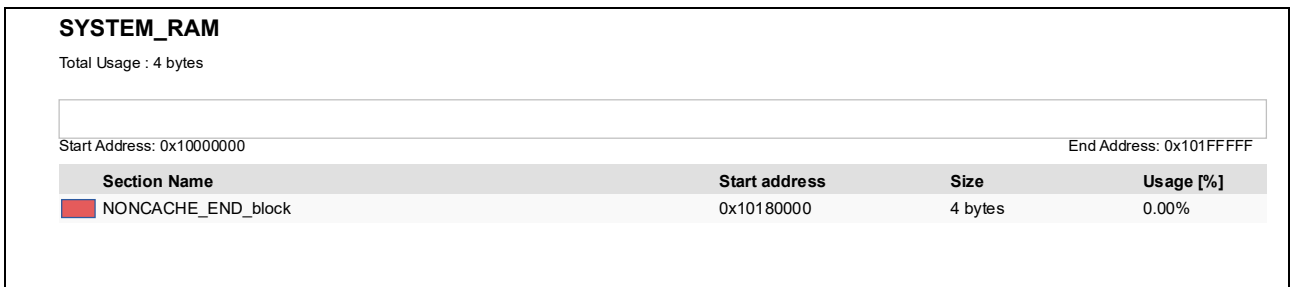 SYSTEM_RAM
Total Usage : 4 bytes
Start Address: 0x10000000 End Address: 0x101FFFFF
Section Name Start address Size Usage [%]
NONCACHE_END_block 0x10180000 4 bytes 0.00%